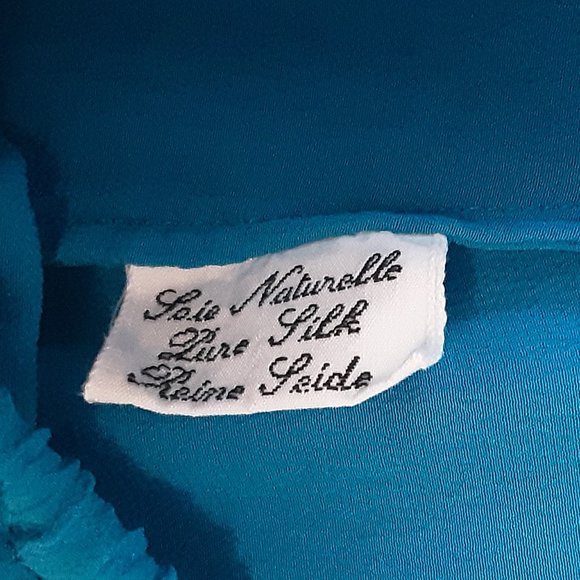 Soie Naturelle
Pure Silk
Reine Seide